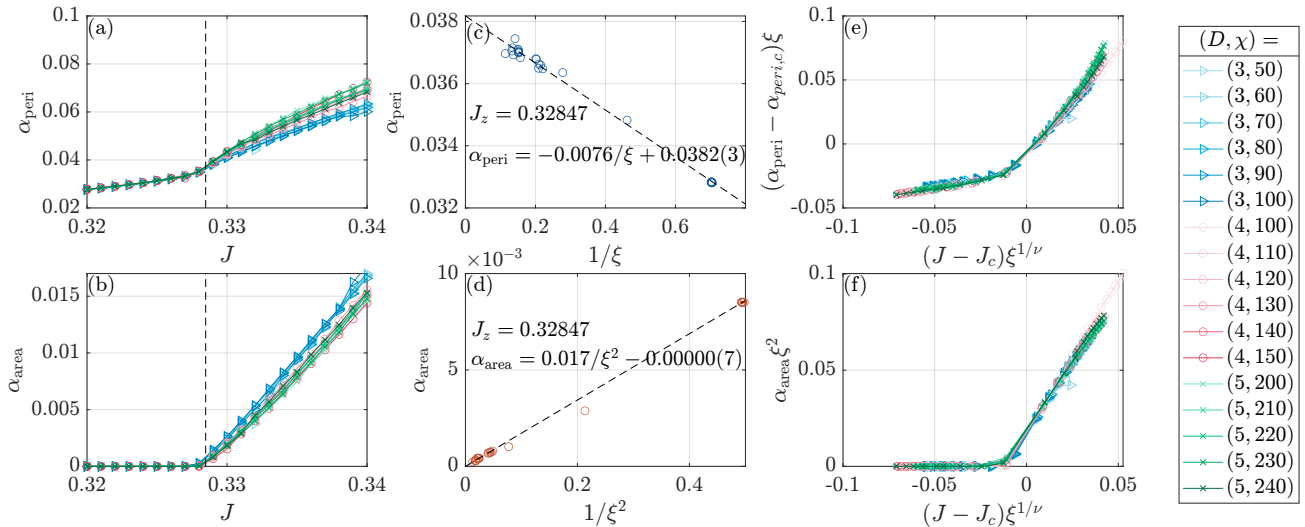 (a)
0.1
0.08
0.06
0.04
0.02
α_peri
0.32
0.33
0.34
J
(c)
0.038
0.036
0.034
0.032
α_peri
J_z = 0.32847
α_peri = −0.0076/ξ + 0.0382(3)
0
0.2
0.4
0.6
1/ξ
(e)
0.1
0.05
0
-0.05
(α_peri − α_peri,c)ξ
-0.1
-0.05
0
0.05
(J − J_c)ξ^{1/ν}
(b)
0.015
0.01
0.005
0
α_area
0.32
0.33
0.34
J
(d)
×10^{−3}
10
5
0
α_area
J_z = 0.32847
α_area = 0.017/ξ² − 0.00000(7)
0
0.2
0.4
1/ξ²
(f)
0.1
0.05
0
α_area ξ²
-0.1
-0.05
0
0.05
(J − J_c)ξ^{1/ν}
(D, χ) =
(3, 50)
(3, 60)
(3, 70)
(3, 80)
(3, 90)
(3, 100)
(4, 100)
(4, 110)
(4, 120)
(4, 130)
(4, 140)
(4, 150)
(5, 200)
(5, 210)
(5, 220)
(5, 230)
(5, 240)